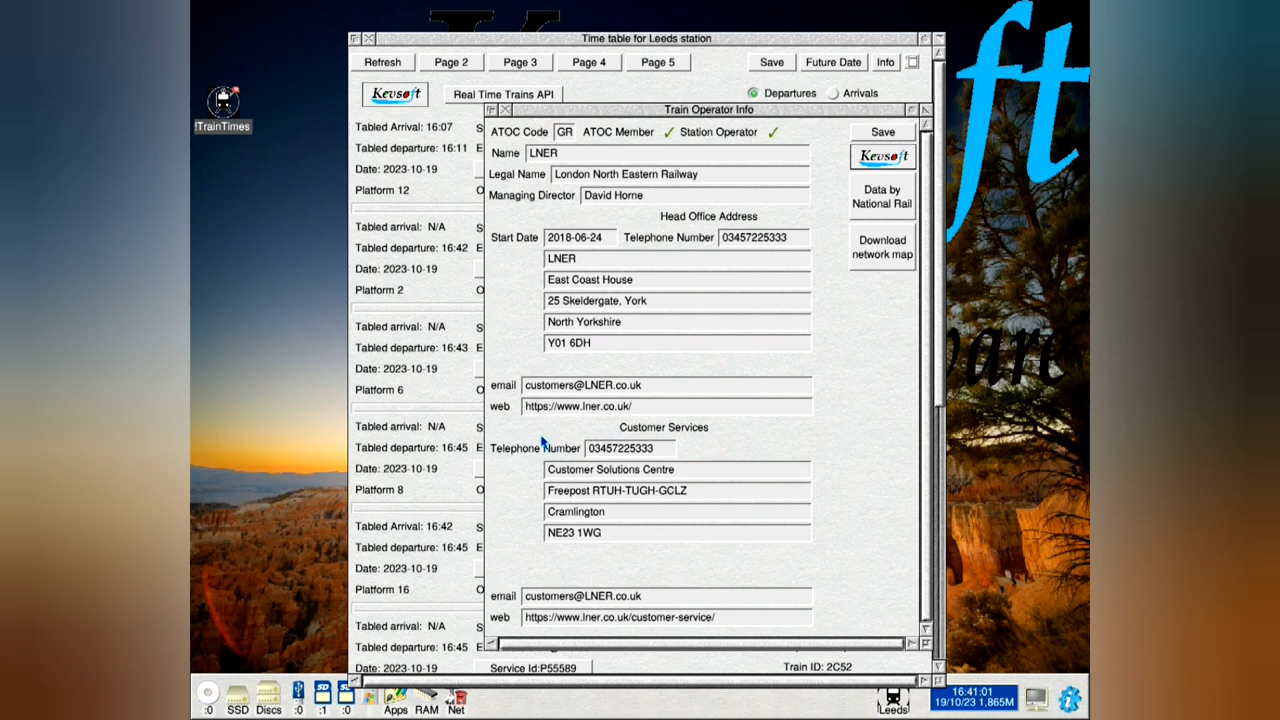 Time table for Leeds station
Refresh Page 2 Page 3 Page 4 Page 5 Save Future Date Info
Kevsoft Real Time Trains API Departures Arrivals
!TrainTimes
Tabled Arrival: 16:07 S
Tabled departure: 16:11 E
Date: 2023-10-19
Platform 12 O
Tabled arrival: N/A S
Tabled departure: 16:42 E
Date: 2023-10-19
Platform 2 O
Tabled arrival: N/A S
Tabled departure: 16:43 E
Date: 2023-10-19
Platform 6 O
Tabled arrival: N/A S
Tabled departure: 16:45 E
Date: 2023-10-19
Platform 8 O
Tabled Arrival: 16:42 S
Tabled departure: 16:45 E
Date: 2023-10-19
Platform 16 O
Tabled arrival: N/A S
Tabled departure: 16:45 E
Date: 2023-10-19
Service Id:P55589 Train ID: 2C52
Train Operator Info
ATOC Code GR ATOC Member ✓ Station Operator ✓
Name LNER
Legal Name London North Eastern Railway
Managing Director David Horne
Head Office Address
Start Date 2018-06-24 Telephone Number 03457225333
LNER
East Coast House
25 Skeldergate, York
North Yorkshire
Y01 6DH
email customers@LNER.co.uk
web https://www.lner.co.uk/
Customer Services
Telephone Number 03457225333
Customer Solutions Centre
Freepost RTUH-TUGH-GCLZ
Cramlington
NE23 1WG
email customers@LNER.co.uk
web https://www.lner.co.uk/customer-service/
Save
Kevsoft
Data by
National Rail
Download
network map
ft
ware
:0 SSD Discs :0 SD :1 SD :0 Apps RAM Net Leeds
16:41:01
19/10/23 1,865M